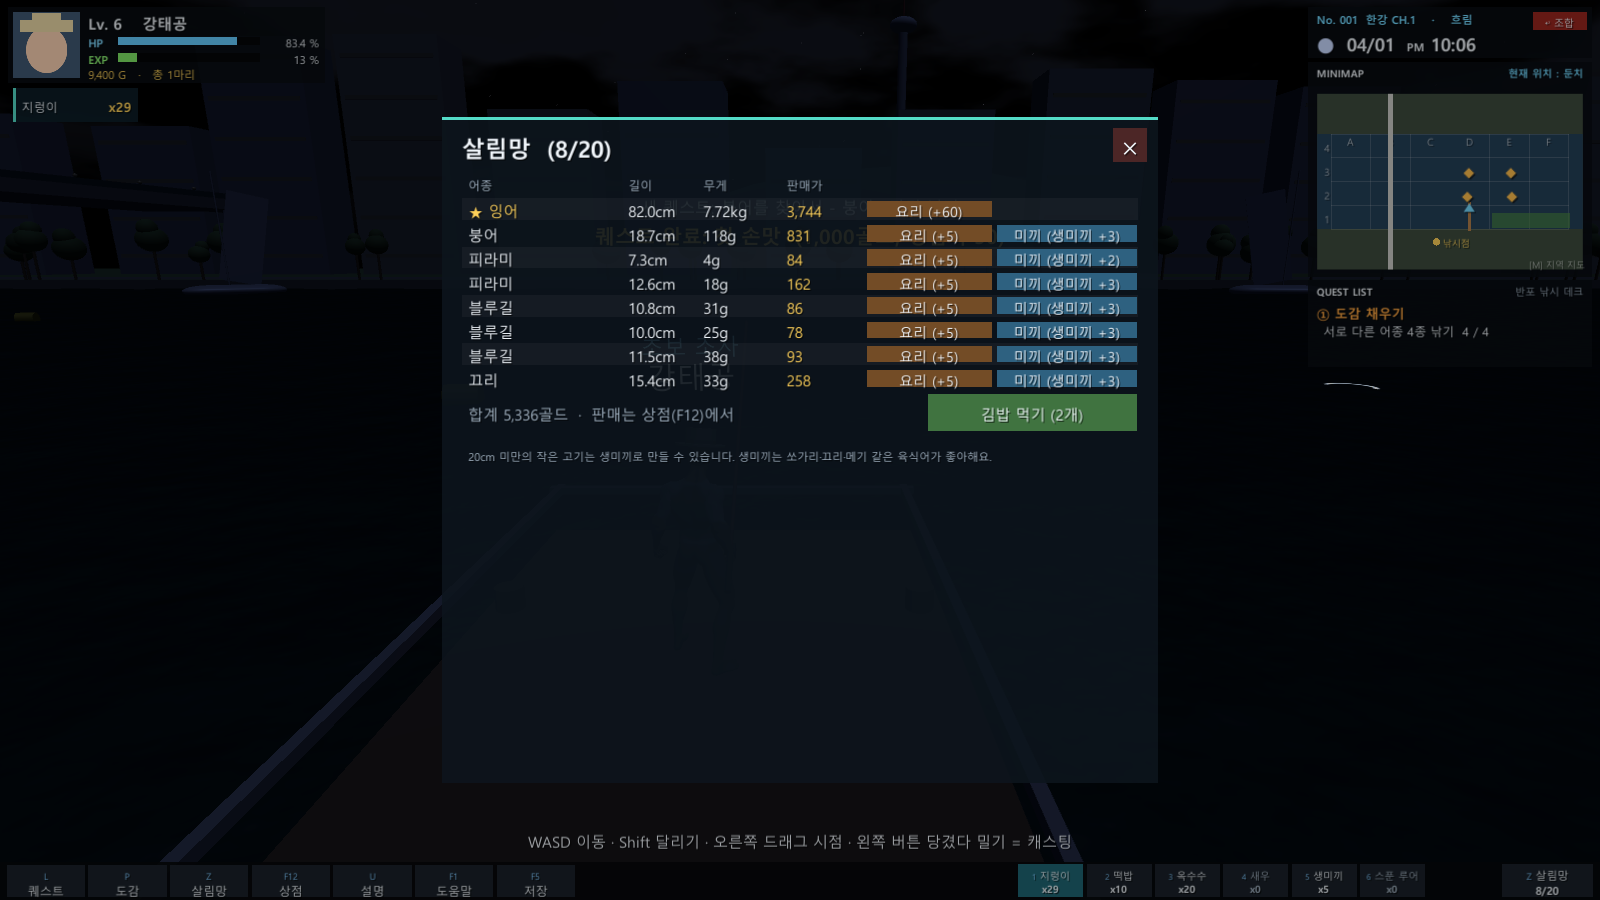 Lv. 6 강태공
HP 83.4 %
EXP 13 %
9,400 G · 총 1마리
지렁이 x29
No. 001 한강 CH.1 · 흐림
조합
04/01 PM 10:06
MINIMAP 현재 위치 : 둔치
A C D E F
4
3
2
1
낚시점
[M] 지역 지도
QUEST LIST 반포 낚시 데크
① 도감 채우기
서로 다른 어종 4종 낚기 4 / 4
살림망 (8/20)
×
어종 길이 무게 판매가
★ 잉어 82.0cm 7.72kg 3,744 요리 (+60)
붕어 18.7cm 118g 831 요리 (+5) 미끼 (생미끼 +3)
피라미 7.3cm 4g 84 요리 (+5) 미끼 (생미끼 +2)
피라미 12.6cm 18g 162 요리 (+5) 미끼 (생미끼 +3)
블루길 10.8cm 31g 86 요리 (+5) 미끼 (생미끼 +3)
블루길 10.0cm 25g 78 요리 (+5) 미끼 (생미끼 +3)
블루길 11.5cm 38g 93 요리 (+5) 미끼 (생미끼 +3)
끄리 15.4cm 33g 258 요리 (+5) 미끼 (생미끼 +3)
합계 5,336골드 · 판매는 상점(F12)에서 김밥 먹기 (2개)
20cm 미만의 작은 고기는 생미끼로 만들 수 있습니다. 생미끼는 쏘가리·끄리·메기 같은 육식어가 좋아해요.
강태공
WASD 이동 · Shift 달리기 · 오른쪽 드래그 시점 · 왼쪽 버튼 당겼다 밀기 = 캐스팅
L 퀘스트
P 도감
Z 살림망
F12 상점
U 설명
F1 도움말
F5 저장
1 지렁이 x29
2 떡밥 x10
3 옥수수 x20
4 새우 x0
5 생미끼 x5
6 스푼 루어 x0
Z 살림망 8/20